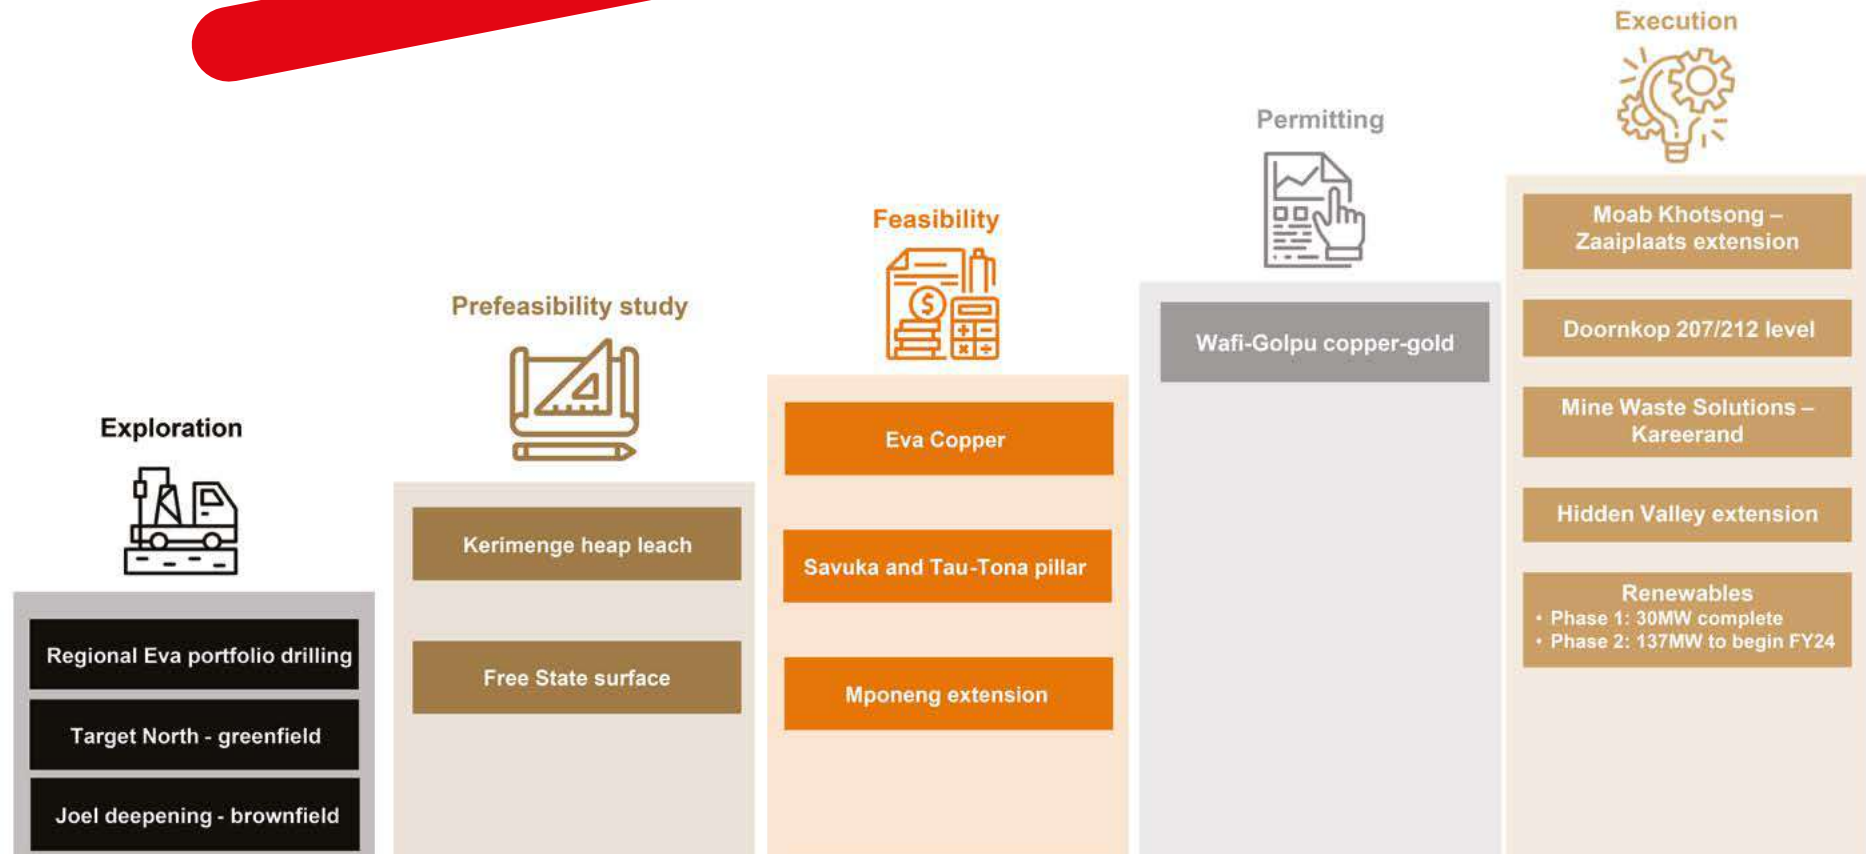 Exploration
Regional Eva portfolio drilling
Target North - greenfield
Joel deepening - brownfield
Prefeasibility study
Kerimenge heap leach
Free State surface
Feasibility
Eva Copper
Savuka and Tau-Tona pillar
Mponeng extension
Permitting
Wafi-Golpu copper-gold
Execution
Moab Khotsong –
Zaaiplaats extension
Doornkop 207/212 level
Mine Waste Solutions –
Kareerand
Hidden Valley extension
Renewables
• Phase 1: 30MW complete
• Phase 2: 137MW to begin FY24